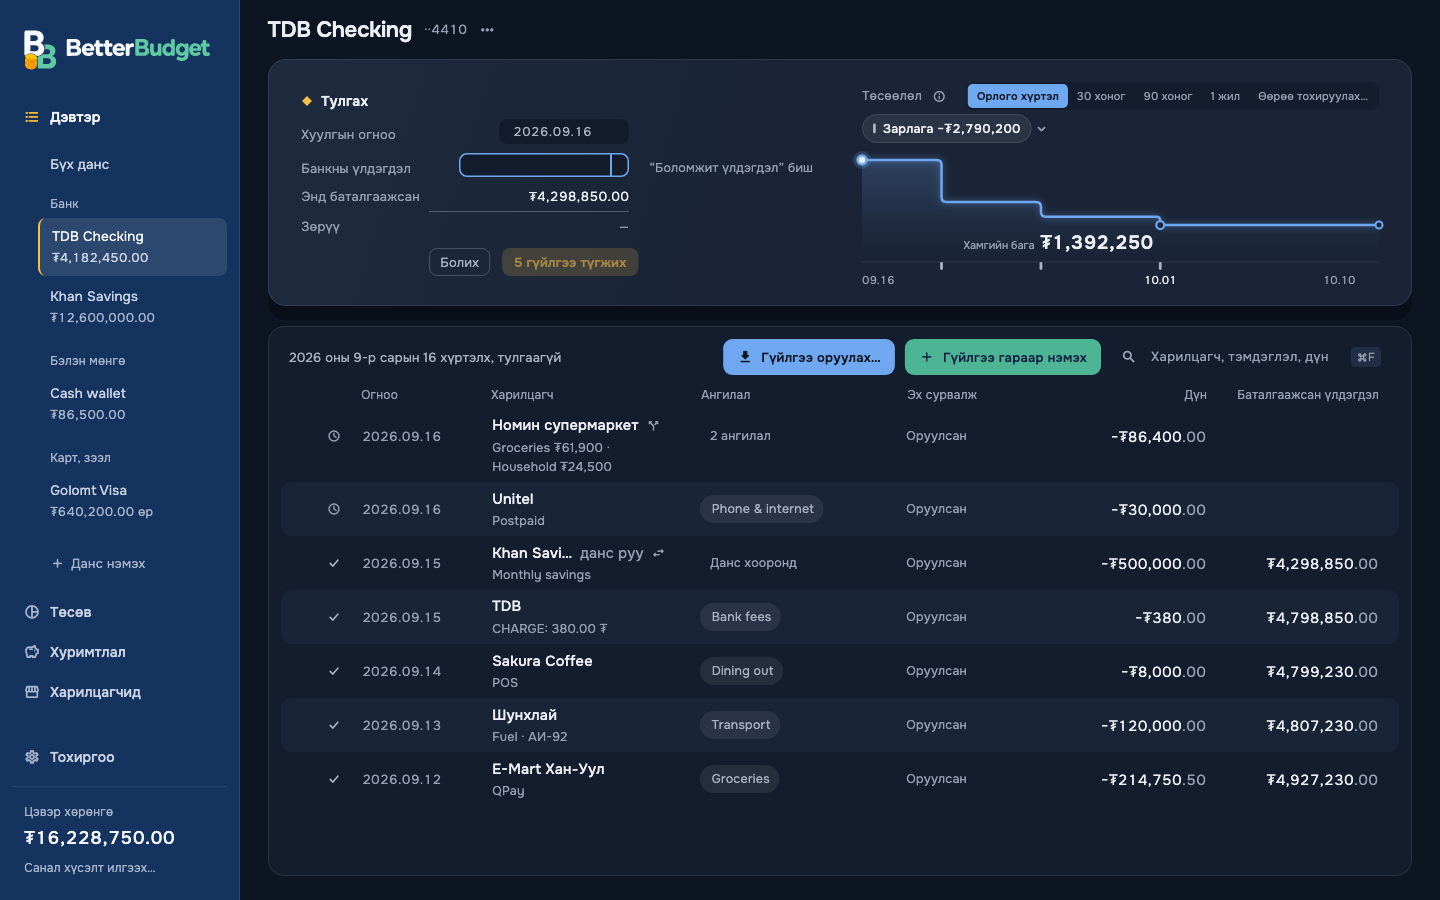 BetterBudget
Дэвтэр
Бүх данс
Банк
TDB Checking
₮4,182,450.00
Khan Savings
₮12,600,000.00
Бэлэн мөнгө
Cash wallet
₮86,500.00
Карт, зээл
Golomt Visa
₮640,200.00 өр
+ Данс нэмэх
Төсөв
Хуримтлал
Харилцагчид
Тохиргоо
Цэвэр хөрөнгө
₮16,228,750.00
Санал хүсэлт илгээх…
TDB Checking ··4410 •••
Тулгах
Хуулгын огноо 2026.09.16
Банкны үлдэгдэл “Боломжит үлдэгдэл” биш
Энд баталгаажсан ₮4,298,850.00
Зөрүү –
Болих 5 гүйлгээ түгжих
Төсөөлөл Орлого хүртэл 30 хоног 90 хоног 1 жил Өөрөө тохируулах…
Зарлага -₮2,790,200
Хамгийн бага ₮1,392,250
09.16 10.01 10.10
2026 оны 9-р сарын 16 хүртэлх, тулгаагүй Гүйлгээ оруулах… + Гүйлгээ гараар нэмэх Харилцагч, тэмдэглэл, дүн ⌘F
Огноо Харилцагч Ангилал Эх сурвалж Дүн Баталгаажсан үлдэгдэл
2026.09.16 Номин супермаркет 2 ангилал Оруулсан -₮86,400.00
Groceries ₮61,900 ·
Household ₮24,500
2026.09.16 Unitel Phone & internet Оруулсан -₮30,000.00
Postpaid
2026.09.15 Khan Savi… данс руу Данс хооронд Оруулсан -₮500,000.00 ₮4,298,850.00
Monthly savings
2026.09.15 TDB Bank fees Оруулсан -₮380.00 ₮4,798,850.00
CHARGE: 380.00 ₮
2026.09.14 Sakura Coffee Dining out Оруулсан -₮8,000.00 ₮4,799,230.00
POS
2026.09.13 Шунхлай Transport Оруулсан -₮120,000.00 ₮4,807,230.00
Fuel · АИ-92
2026.09.12 E-Mart Хан-Уул Groceries Оруулсан -₮214,750.50 ₮4,927,230.00
QPay